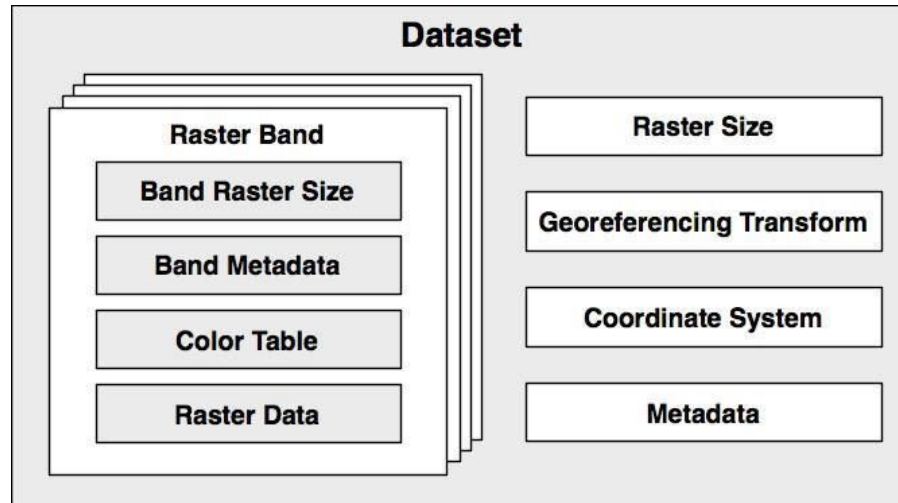 Dataset
Raster Band
Band Raster Size
Band Metadata
Color Table
Raster Data
Raster Size
Georeferencing Transform
Coordinate System
Metadata